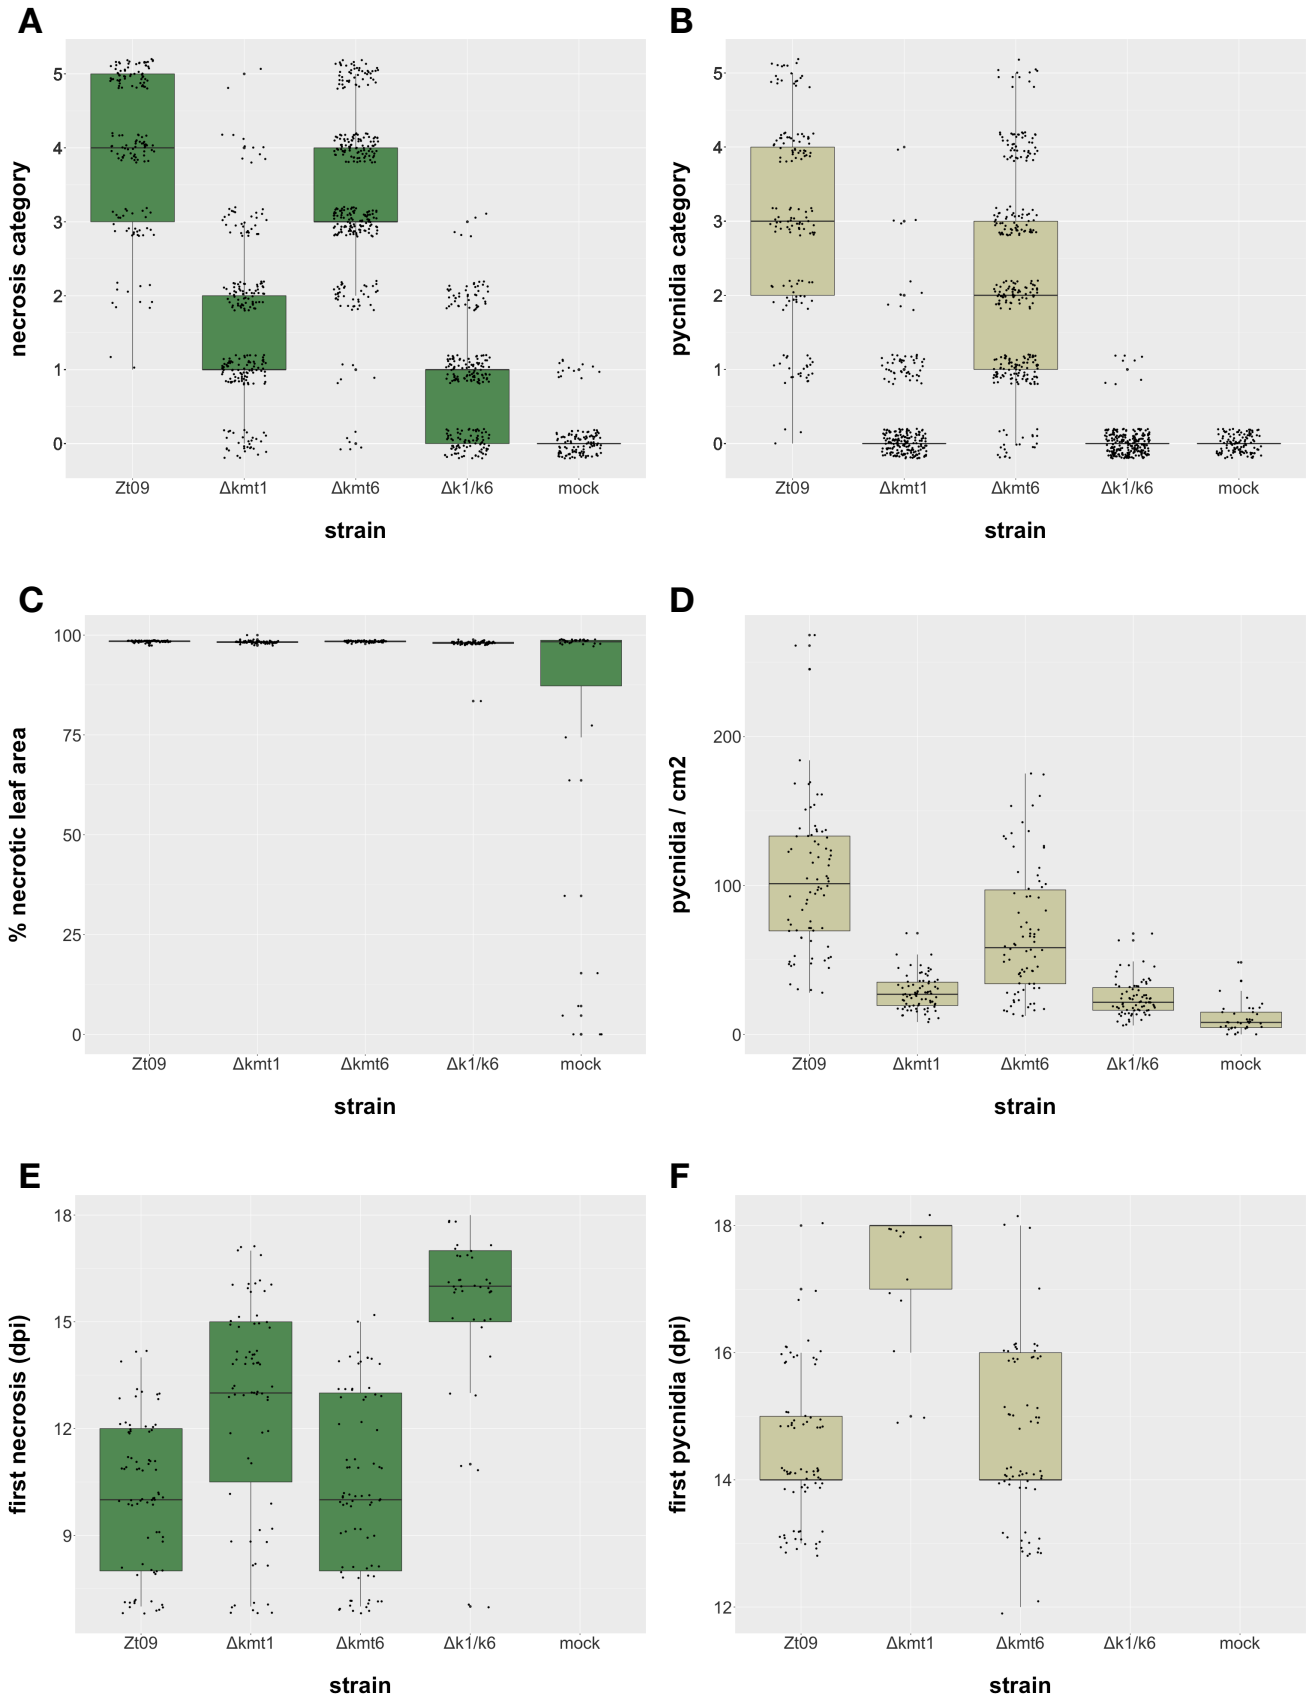 A
necrosis category
5
4
3
2
1
0
Zt09 Δkmt1 Δkmt6 Δk1/k6 mock
strain
B
pycnidia category
5
4
3
2
1
0
Zt09 Δkmt1 Δkmt6 Δk1/k6 mock
strain
C
% necrotic leaf area
100
75
50
25
0
Zt09 Δkmt1 Δkmt6 Δk1/k6 mock
strain
D
pycnidia / cm2
200
100
0
Zt09 Δkmt1 Δkmt6 Δk1/k6 mock
strain
E
first necrosis (dpi)
18
15
12
9
Zt09 Δkmt1 Δkmt6 Δk1/k6 mock
strain
F
first pycnidia (dpi)
18
16
14
12
Zt09 Δkmt1 Δkmt6 Δk1/k6 mock
strain